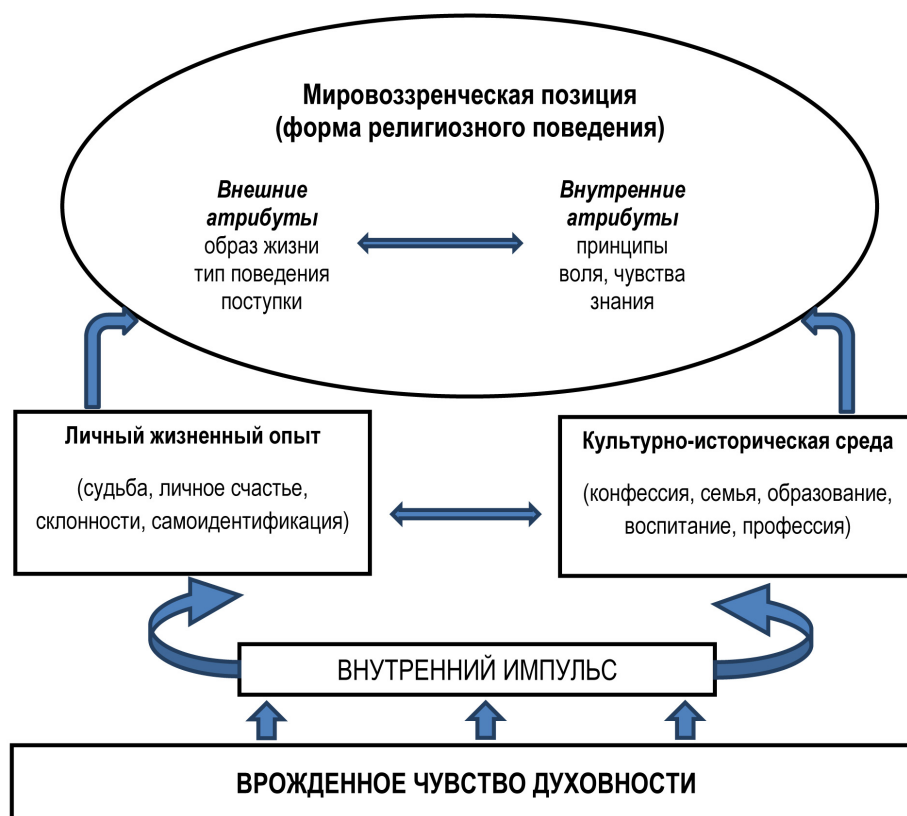 Мировоззренческая позиция
(форма религиозного поведения)
Внешние
атрибуты
образ жизни
тип поведения
поступки
Внутренние
атрибуты
принципы
воля, чувства
знания
Личный жизненный опыт
(судьба, личное счастье,
склонности, самоидентификация)
Культурно-историческая среда
(конфессия, семья, образование,
воспитание, профессия)
ВНУТРЕННИЙ ИМПУЛЬС
ВРОЖДЕННОЕ ЧУВСТВО ДУХОВНОСТИ